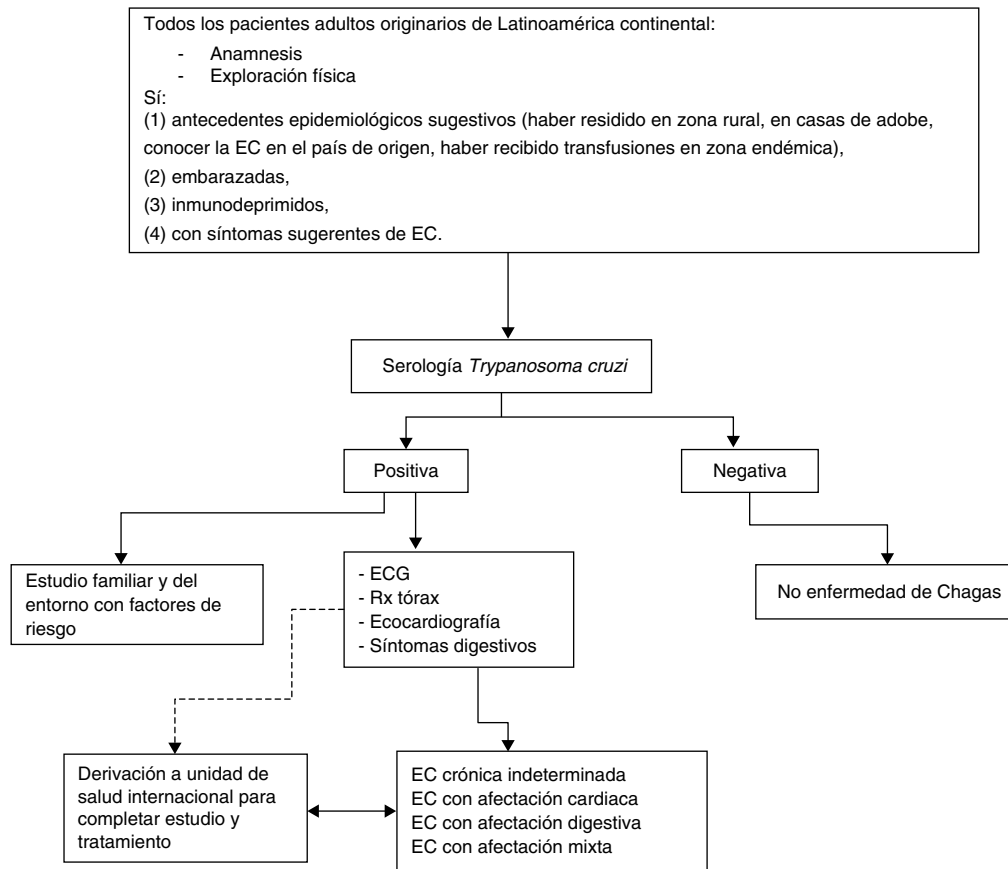 Todos los pacientes adultos originarios de Latinoamérica continental:
- Anamnesis
- Exploración física
Sí:
(1) antecedentes epidemiológicos sugestivos (haber residido en zona rural, en casas de adobe,
conocer la EC en el país de origen, haber recibido transfusiones en zona endémica),
(2) embarazadas,
(3) inmunodeprimidos,
(4) con síntomas sugerentes de EC.
Serología Trypanosoma cruzi
Positiva
Negativa
Estudio familiar y del
entorno con factores de
riesgo
- ECG
- Rx tórax
- Ecocardiografía
- Síntomas digestivos
No enfermedad de Chagas
Derivación a unidad de
salud internacional para
completar estudio y
tratamiento
EC crónica indeterminada
EC con afectación cardiaca
EC con afectación digestiva
EC con afectación mixta